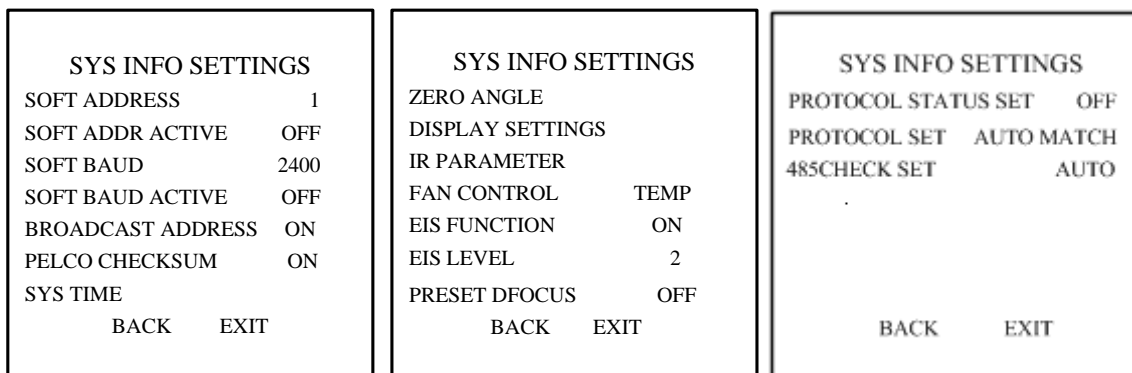 SYS INFO SETTINGS
SOFT ADDRESS 1
SOFT ADDR ACTIVE OFF
SOFT BAUD 2400
SOFT BAUD ACTIVE OFF
BROADCAST ADDRESS ON
PELCO CHECKSUM ON
SYS TIME
BACK EXIT
SYS INFO SETTINGS
ZERO ANGLE
DISPLAY SETTINGS
IR PARAMETER
FAN CONTROL TEMP
EIS FUNCTION ON
EIS LEVEL 2
PRESET DFOCUS OFF
BACK EXIT
SYS INFO SETTINGS
PROTOCOL STATUS SET OFF
PROTOCOL SET AUTO MATCH
485CHECK SET AUTO
.
BACK EXIT